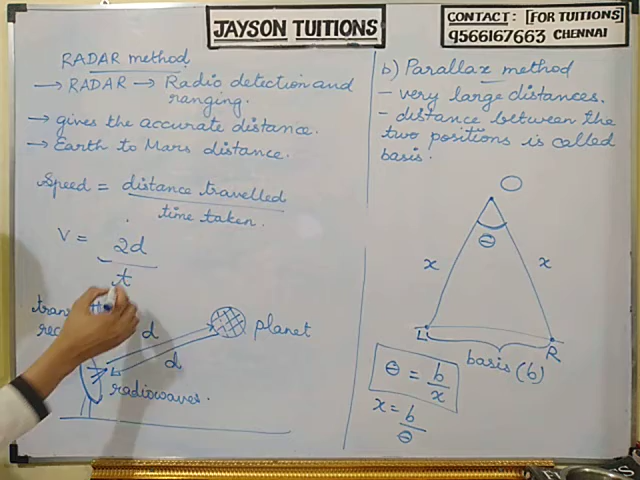 JAYSON TUITIONS
CONTACT: [FOR TUITIONS]
9566167663 CHENNAI
RADAR method
→ RADAR → Radio detection and
ranging.
→ gives the accurate distance.
→ Earth to Mars distance.
Speed = distance travelled
time taken.
V = 2d
t
d
d
planet
radiowaves.
b) Parallax method
- very large distances.
- distance between the
two positions is called
basis.
θ
x
x
L
R
basis (b)
θ = b/x
x = b/θ